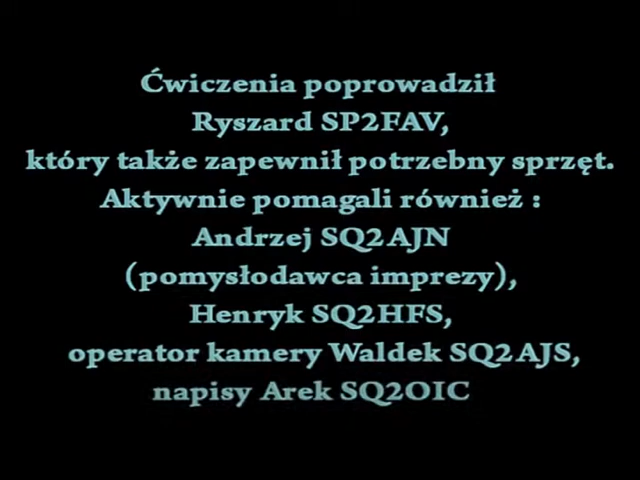 Ćwiczenia poprowadził
Ryszard SP2FAV,
który także zapewnił potrzebny sprzęt.
Aktywnie pomagali również :
Andrzej SQ2AJN
(pomysłodawca imprezy),
Henryk SQ2HFS,
operator kamery Waldek SQ2AJS,
napisy Arek SQ2OIC